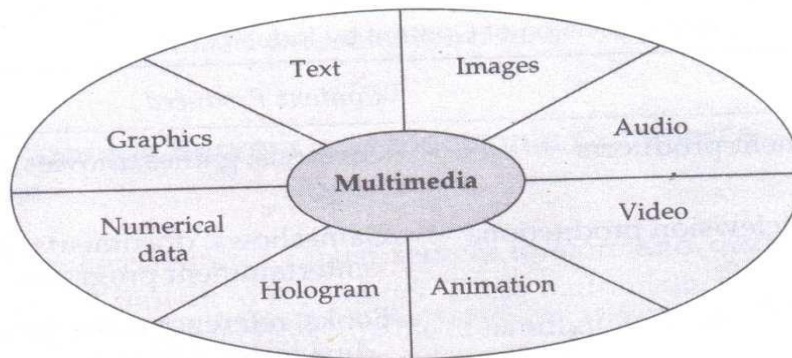 Text
Images
Graphics
Audio
Multimedia
Numerical
data
Video
Hologram
Animation